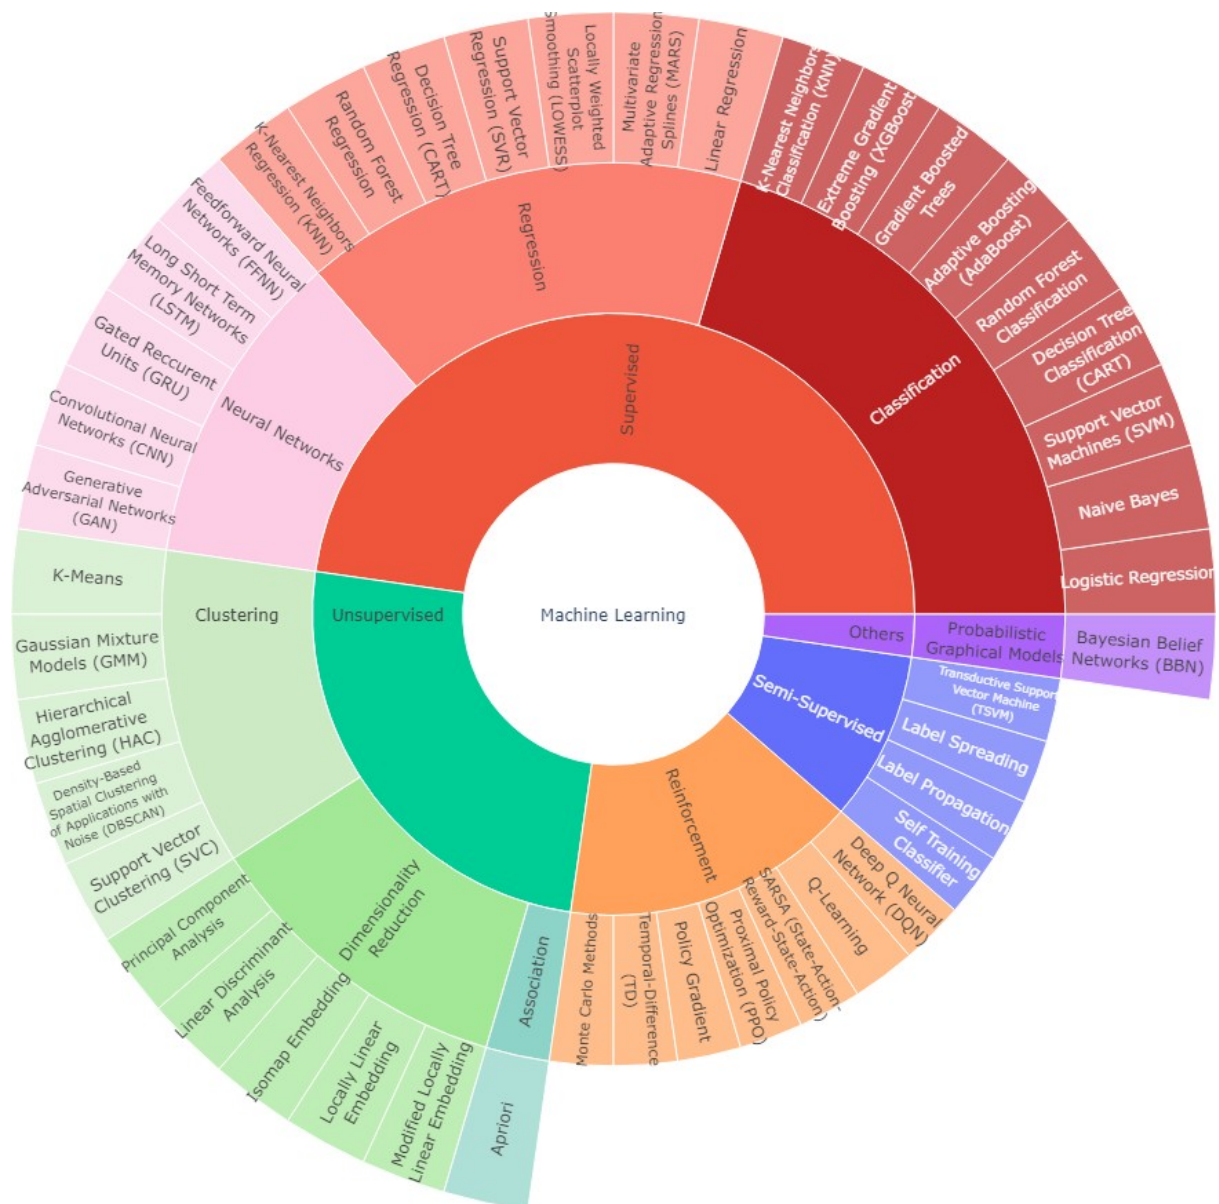 Machine Learning
Supervised
Classification
Logistic Regression
Naive Bayes
Support Vector
Machines (SVM)
Decision Tree
Classification
(CART)
Random Forest
Classification
Adaptive Boosting
(AdaBoost)
Gradient Boosted
Trees
Extreme Gradient
Boosting (XGBoost)
K-Nearest Neighbors
Classification (KNN)
Regression
Linear Regression
Multivariate
Adaptive Regression
Splines (MARS)
Locally Weighted
Scatterplot
Smoothing (LOWESS)
Support Vector
Regression (SVR)
Decision Tree
Regression (CART)
Random Forest
Regression
K-Nearest Neighbors
Regression (KNN)
Neural Networks
Feedforward Neural
Networks (FFNN)
Long Short Term
Memory Networks
(LSTM)
Gated Reccurent
Units (GRU)
Convolutional Neural
Networks (CNN)
Generative
Adversarial Networks
(GAN)
Unsupervised
Clustering
K-Means
Gaussian Mixture
Models (GMM)
Hierarchical
Agglomerative
Clustering (HAC)
Density-Based
Spatial Clustering
of Applications with
Noise (DBSCAN)
Support Vector
Clustering (SVC)
Dimensionality
Reduction
Principal Component
Analysis
Linear Discriminant
Analysis
Isomap Embedding
Locally Linear
Embedding
Modified Locally
Linear Embedding
Association
Apriori
Reinforcement
Monte Carlo Methods
Temporal-Difference
(TD)
Policy Gradient
Proximal Policy
Optimization (PPO)
SARSA (State-Action-
Reward-State-Action)
Q-Learning
Deep Q Neural
Network (DQN)
Semi-Supervised
Self Training
Classifier
Label Propagation
Label Spreading
Transductive Support
Vector Machine
(TSVM)
Others
Probabilistic
Graphical Models
Bayesian Belief
Networks (BBN)